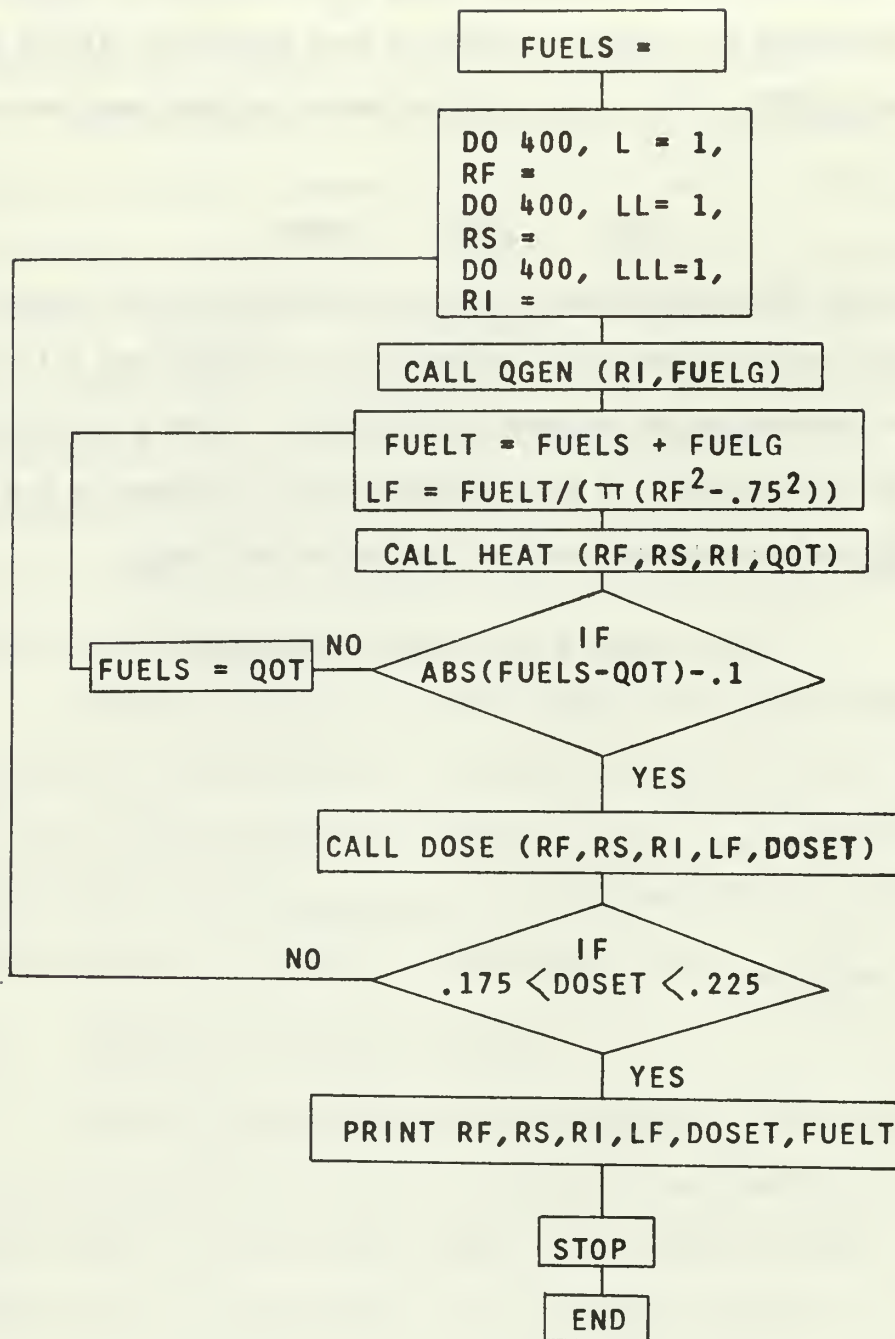 FUELS =
DO 400, L = 1,
RF =
DO 400, LL= 1,
RS =
DO 400, LLL=1,
RI =
CALL QGEN (RI,FUELG)
FUELT = FUELS + FUELG
LF = FUELT/(π(RF²-.75²))
CALL HEAT (RF,RS,RI,QOT)
IF
ABS(FUELS-QOT)-.1
NO
FUELS = QOT
YES
CALL DOSE (RF,RS,RI,LF,DOSET)
IF
.175 <DOSET <.225
NO
YES
PRINT RF,RS,RI,LF,DOSET,FUELT
STOP
END